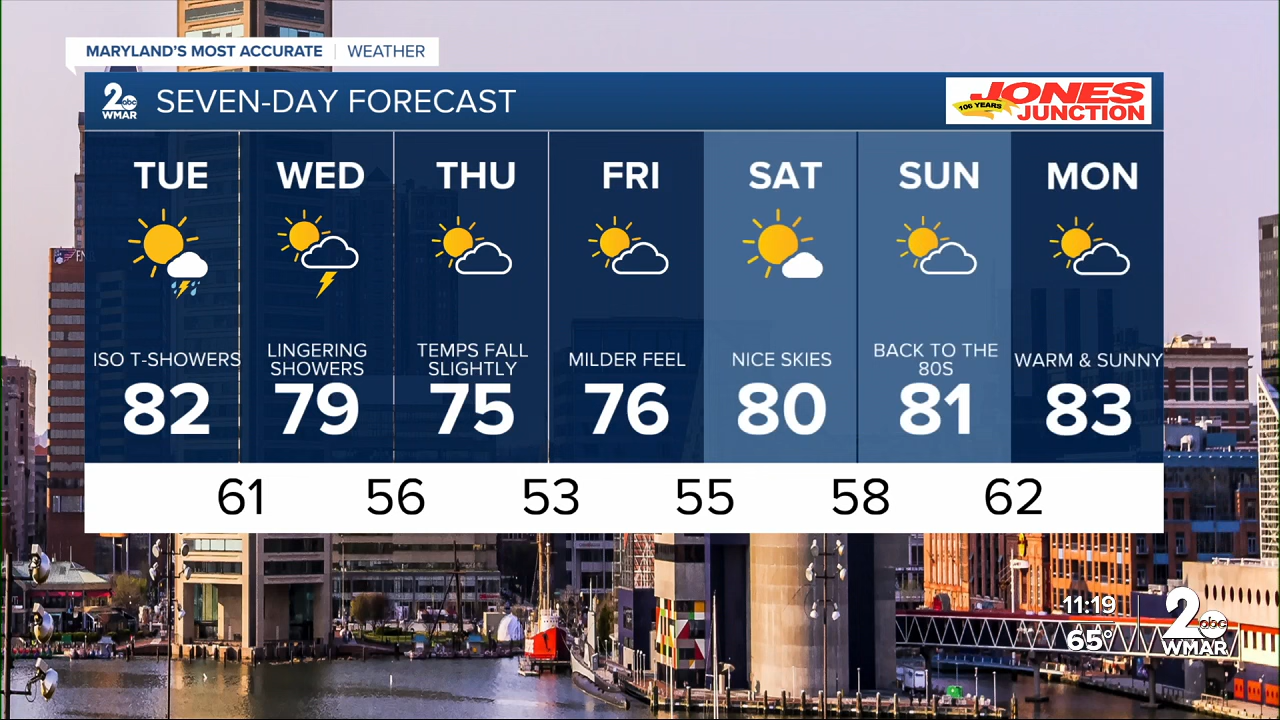 MARYLAND'S MOST ACCURATE | WEATHER
2 abc WMAR
SEVEN-DAY FORECAST
106 YEARS
JONES
JUNCTION
TUE WED THU FRI SAT SUN MON
ISO T-SHOWERS
LINGERING
SHOWERS
TEMPS FALL
SLIGHTLY
MILDER FEEL
NICE SKIES
BACK TO THE
80S
WARM & SUNNY
82 79 75 76 80 81 83
61 56 53 55 58 62
11:19
65°
2 abc
WMAR